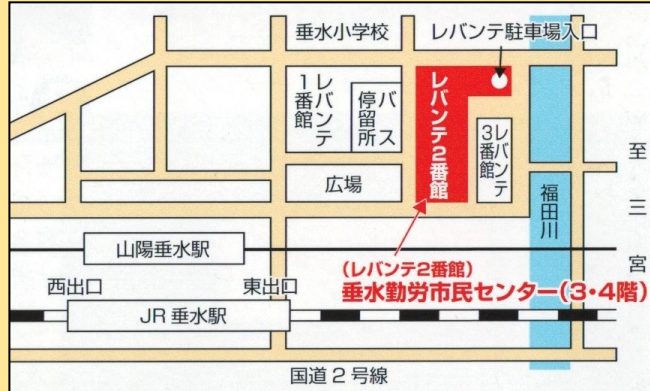 垂水小学校
レバンテ駐車場入口
レバンテ
1番館
バス
停留所
レバンテ2番館
レバンテ
3番館
広場
福田川
至三宮
山陽垂水駅
(レバンテ2番館)
垂水勤労市民センター(3・4階)
西出口
東出口
JR垂水駅
国道2号線